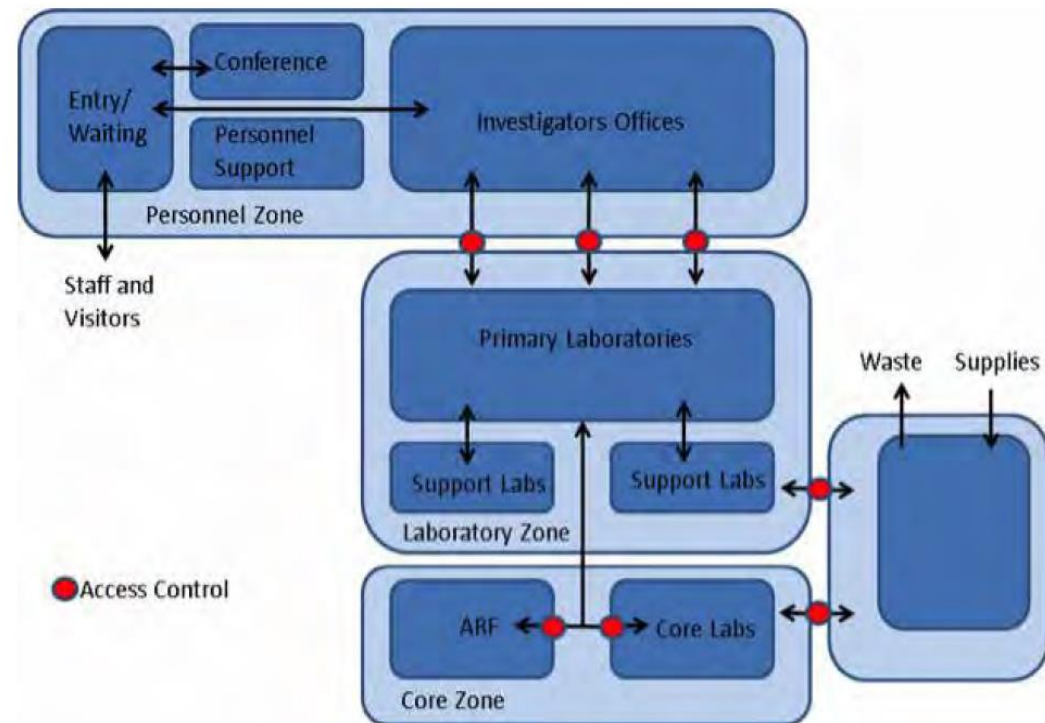 Conference
Entry/
Waiting
Investigators Offices
Personnel
Support
Personnel Zone
Staff and
Visitors
Primary Laboratories
Waste
Supplies
Support Labs
Support Labs
Laboratory Zone
Access Control
ARF
Core Labs
Core Zone